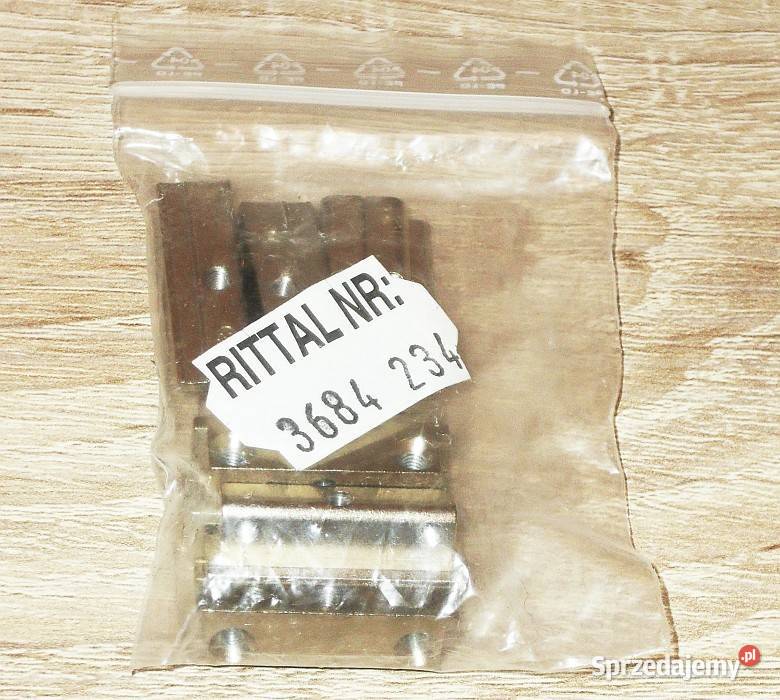 RITTAL NR:
3684 234
Sprzedajemy.pl